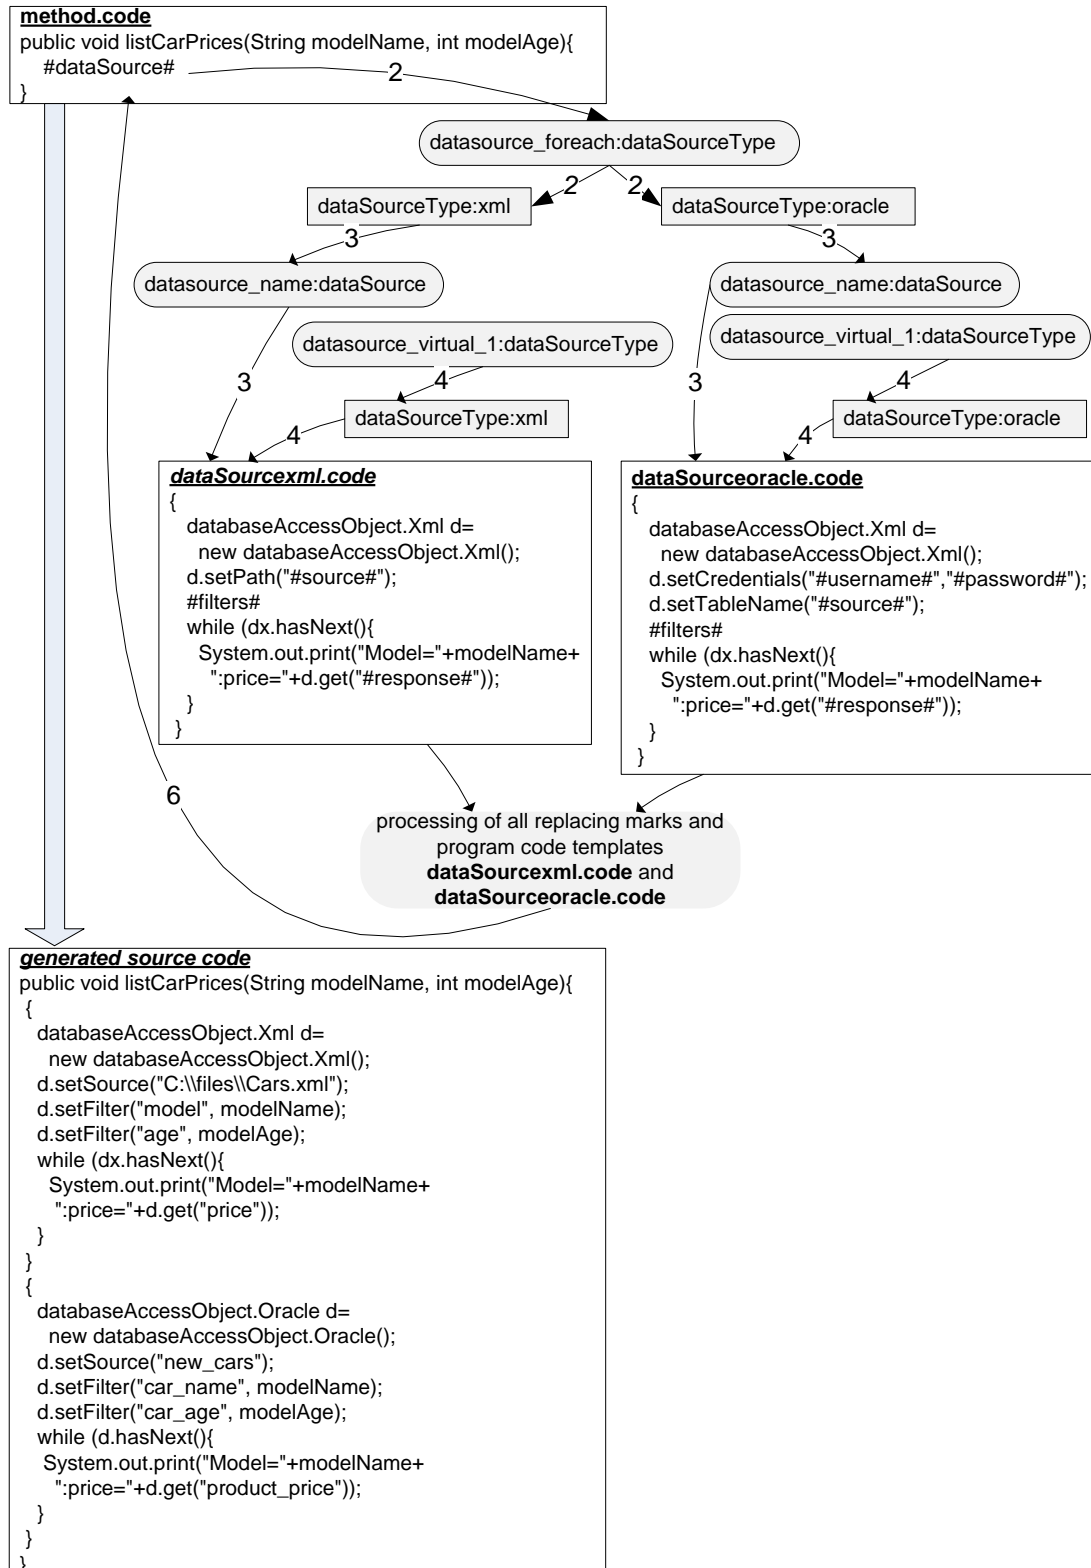 method.code
public void listCarPrices(String modelName, int modelAge){
#dataSource#
}
2
datasource_foreach:dataSourceType
2
2
dataSourceType:xml
dataSourceType:oracle
3
3
datasource_name:dataSource
datasource_name:dataSource
datasource_virtual_1:dataSourceType
datasource_virtual_1:dataSourceType
3
4
3
4
dataSourceType:xml
dataSourceType:oracle
4
4
dataSourcexml.code
{
databaseAccessObject.Xml d=
new databaseAccessObject.Xml();
d.setPath("#source#");
#filters#
while (dx.hasNext(){
System.out.print("Model="+modelName+
":price="+d.get("#response#"));
}
}
dataSourceoracle.code
{
databaseAccessObject.Xml d=
new databaseAccessObject.Xml();
d.setCredentials("#username#","#password#");
d.setTableName("#source#");
#filters#
while (dx.hasNext(){
System.out.print("Model="+modelName+
":price="+d.get("#response#"));
}
}
6
processing of all replacing marks and
program code templates
dataSourcexml.code and
dataSourceoracle.code
generated source code
public void listCarPrices(String modelName, int modelAge){
{
databaseAccessObject.Xml d=
new databaseAccessObject.Xml();
d.setSource("C:\\files\\Cars.xml");
d.setFilter("model", modelName);
d.setFilter("age", modelAge);
while (dx.hasNext(){
System.out.print("Model="+modelName+
":price="+d.get("price"));
}
}
{
databaseAccessObject.Oracle d=
new databaseAccessObject.Oracle();
d.setSource("new_cars");
d.setFilter("car_name", modelName);
d.setFilter("car_age", modelAge);
while (d.hasNext(){
System.out.print("Model="+modelName+
":price="+d.get("product_price"));
}
}
}